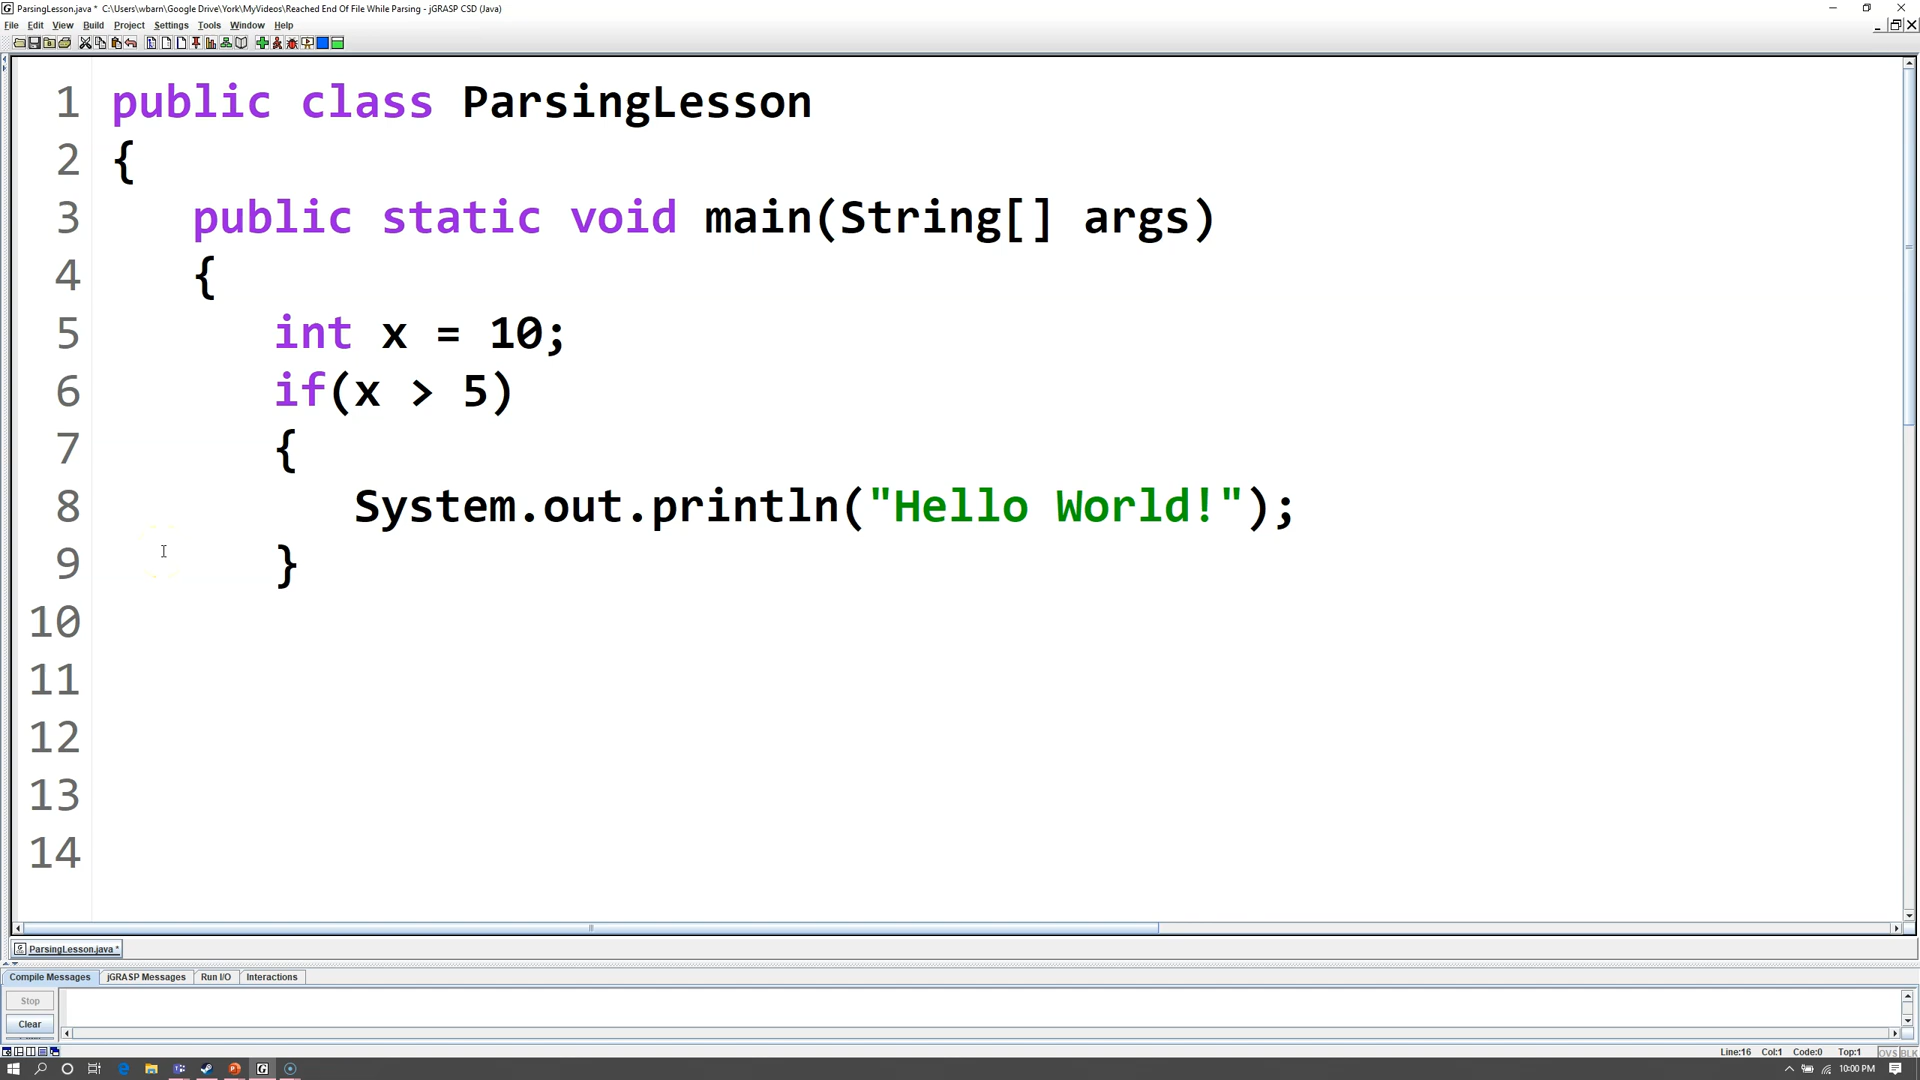 ParsingLesson.java * C:\Users\wbarn\Google Drive\York\MyVideos\Reached End Of File While Parsing - jGRASP CSD (Java)
File Edit View Build Project Settings Tools Window Help
1 public class ParsingLesson
2 {
3 public static void main(String[] args)
4 {
5 int x = 10;
6 if(x > 5)
7 {
8 System.out.println("Hello World!");
9 }
10
11
12
13
14
ParsingLesson.java *
Compile Messages jGRASP Messages Run I/O Interactions
Stop
Clear
Line:16 Col:1 Code:0 Top:1 OVS BLK
10:00 PM